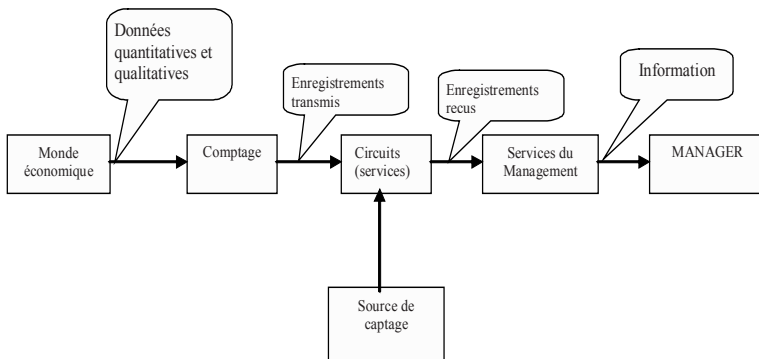 Données
quantitatives et
qualitatives
Enregistrements
transmis
Enregistrements
recus
Information
Monde
économique
Comptage
Circuits
(services)
Services du
Management
MANAGER
Source de
captage